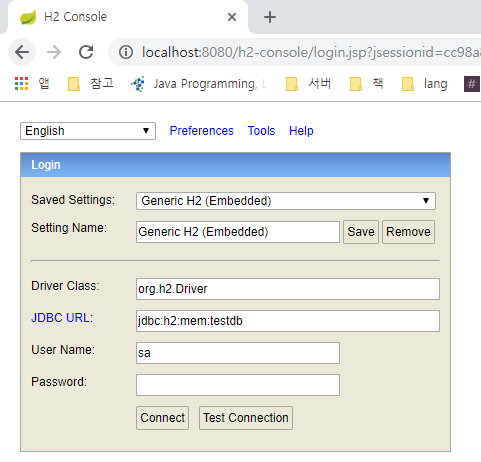 H2 Console
localhost:8080/h2-console/login.jsp?jsessionid=cc98a
앱 참고 Java Programming, 서버 책 lang #
English Preferences Tools Help
Login
Saved Settings: Generic H2 (Embedded)
Setting Name: Generic H2 (Embedded) Save Remove
Driver Class: org.h2.Driver
JDBC URL: jdbc:h2:mem:testdb
User Name: sa
Password:
Connect Test Connection